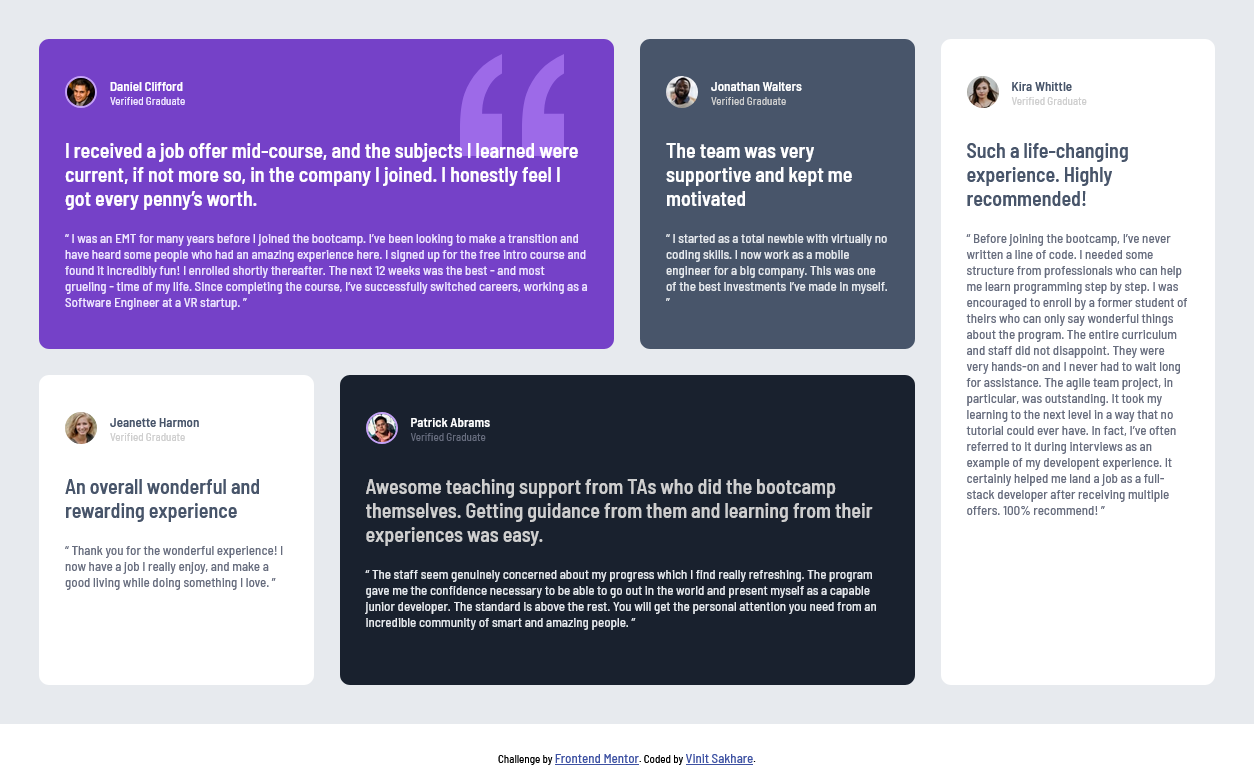 Daniel Clifford
Verified Graduate
I received a job offer mid-course, and the subjects I learned were
current, if not more so, in the company I joined. I honestly feel I
got every penny’s worth.
“ I was an EMT for many years before I joined the bootcamp. I’ve been looking to make a transition and
have heard some people who had an amazing experience here. I signed up for the free intro course and
found it incredibly fun! I enrolled shortly thereafter. The next 12 weeks was the best - and most
grueling - time of my life. Since completing the course, I’ve successfully switched careers, working as a
Software Engineer at a VR startup. ”
Jonathan Walters
Verified Graduate
The team was very
supportive and kept me
motivated
“ I started as a total newbie with virtually no
coding skills. I now work as a mobile
engineer for a big company. This was one
of the best investments I’ve made in myself.
”
Kira Whittle
Verified Graduate
Such a life-changing
experience. Highly
recommended!
“ Before joining the bootcamp, I’ve never
written a line of code. I needed some
structure from professionals who can help
me learn programming step by step. I was
encouraged to enroll by a former student of
theirs who can only say wonderful things
about the program. The entire curriculum
and staff did not disappoint. They were
very hands-on and I never had to wait long
for assistance. The agile team project, in
particular, was outstanding. It took my
learning to the next level in a way that no
tutorial could ever have. In fact, I’ve often
referred to it during interviews as an
example of my developent experience. It
certainly helped me land a job as a full-
stack developer after receiving multiple
offers. 100% recommend! ”
Jeanette Harmon
Verified Graduate
An overall wonderful and
rewarding experience
“ Thank you for the wonderful experience! I
now have a job I really enjoy, and make a
good living while doing something I love. ”
Patrick Abrams
Verified Graduate
Awesome teaching support from TAs who did the bootcamp
themselves. Getting guidance from them and learning from their
experiences was easy.
“ The staff seem genuinely concerned about my progress which I find really refreshing. The program
gave me the confidence necessary to be able to go out in the world and present myself as a capable
junior developer. The standard is above the rest. You will get the personal attention you need from an
incredible community of smart and amazing people. ”
Challenge by Frontend Mentor. Coded by Vinit Sakhare.